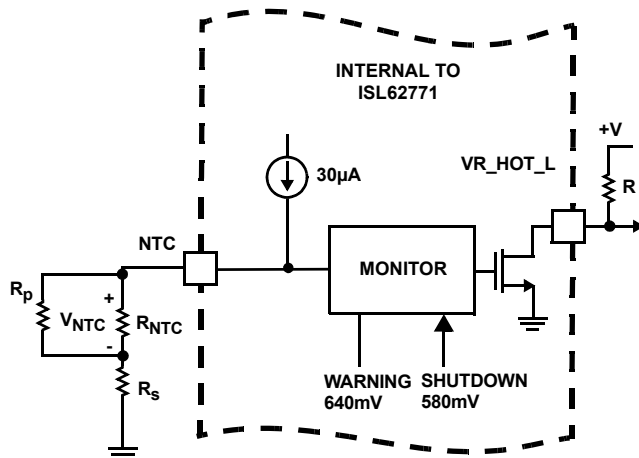 INTERNAL TO
ISL62771
+V
VR_HOT_L
R
30µA
NTC
MONITOR
Rp
+
VNTC
RNTC
-
Rs
WARNING
640mV
SHUTDOWN
580mV